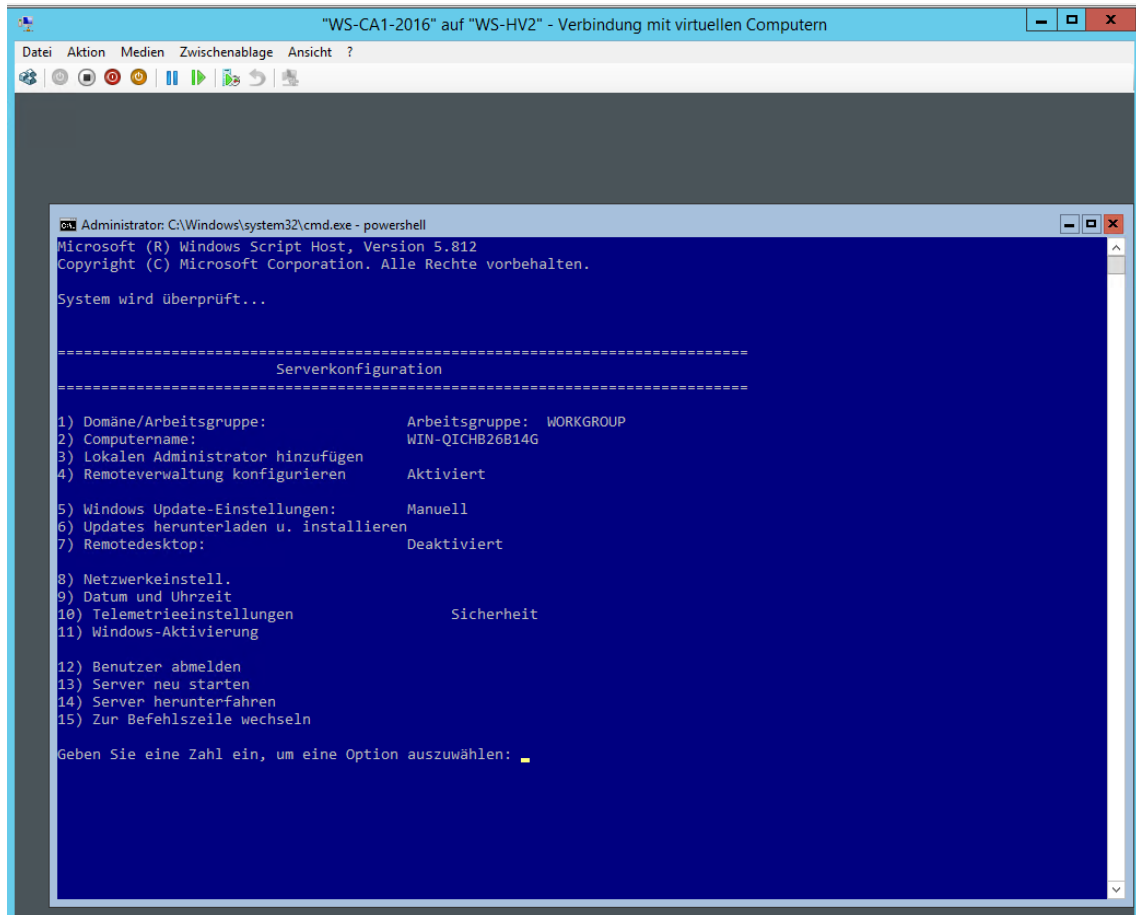 "WS-CA1-2016" auf "WS-HV2" - Verbindung mit virtuellen Computern
Datei Aktion Medien Zwischenablage Ansicht ?
Administrator: C:\Windows\system32\cmd.exe - powershell
Microsoft (R) Windows Script Host, Version 5.812
Copyright (C) Microsoft Corporation. Alle Rechte vorbehalten.
System wird überprüft...
===============================================================================
Serverkonfiguration
===============================================================================
1) Domäne/Arbeitsgruppe: Arbeitsgruppe: WORKGROUP
2) Computername: WIN-QICHB26B14G
3) Lokalen Administrator hinzufügen
4) Remoteverwaltung konfigurieren Aktiviert
5) Windows Update-Einstellungen: Manuell
6) Updates herunterladen u. installieren
7) Remotedesktop: Deaktiviert
8) Netzwerkeinstell.
9) Datum und Uhrzeit
10) Telemetrieeinstellungen Sicherheit
11) Windows-Aktivierung
12) Benutzer abmelden
13) Server neu starten
14) Server herunterfahren
15) Zur Befehlszeile wechseln
Geben Sie eine Zahl ein, um eine Option auszuwählen: _